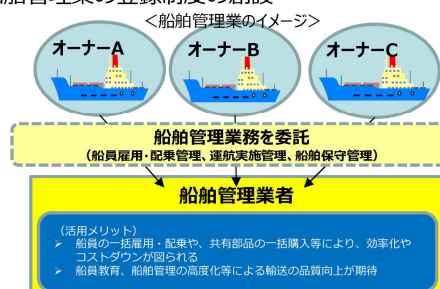 船舶管理業の登録制度の創設
＜船舶管理業のイメージ＞
オーナーA オーナーB オーナーC
船舶管理業務を委託
(船員雇用・配乗管理、運航実施管理、船舶保守管理)
船舶管理業者
（活用メリット）
➢ 船員の一括雇用・配乗や、共有部品の一括購入等により、効率化や
コストダウンが図られる
➢ 船員教育、船舶管理の高度化等による輸送の品質向上が期待